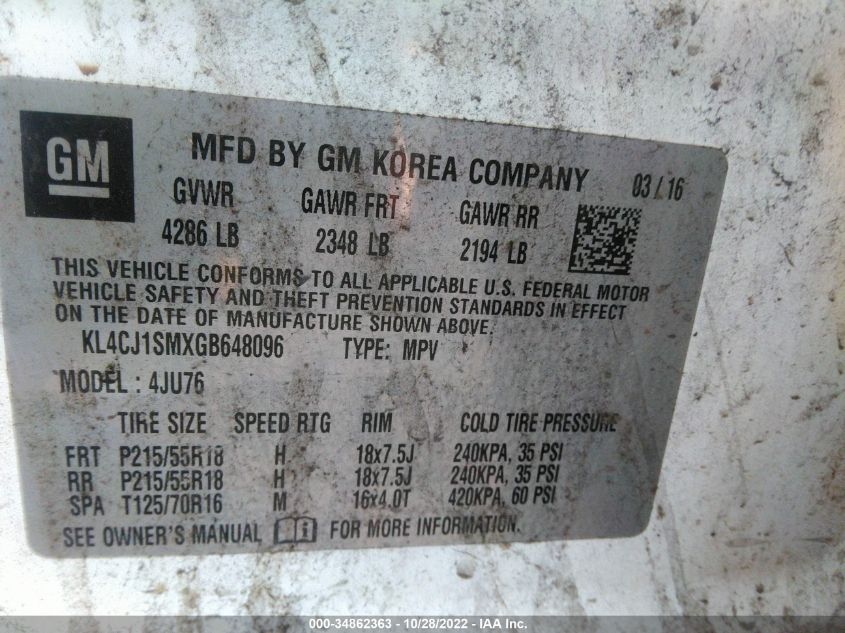 GM
MFD BY GM KOREA COMPANY 03 / 16
GVWR GAWR FRT GAWR RR
4286 LB 2348 LB 2194 LB
THIS VEHICLE CONFORMS TO ALL APPLICABLE U.S. FEDERAL MOTOR
VEHICLE SAFETY AND THEFT PREVENTION STANDARDS IN EFFECT
ON THE DATE OF MANUFACTURE SHOWN ABOVE.
KL4CJ1SMXGB648096 TYPE: MPV
MODEL : 4JU76
TIRE SIZE SPEED RTG RIM COLD TIRE PRESSURE
FRT P215/55R18 H 18x7.5J 240KPA, 35 PSI
RR P215/55R18 H 18x7.5J 240KPA, 35 PSI
SPA T125/70R16 M 16x4.0T 420KPA, 60 PSI
SEE OWNER'S MANUAL i FOR MORE INFORMATION.
000-34862363 - 10/28/2022 - IAA Inc.